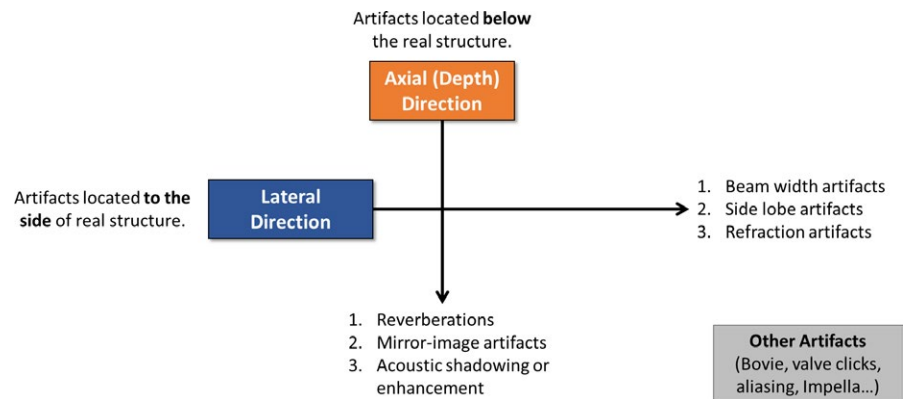 Artifacts located below
the real structure.
Axial (Depth)
Direction
Artifacts located to the
side of real structure.
Lateral
Direction
1. Beam width artifacts
2. Side lobe artifacts
3. Refraction artifacts
1. Reverberations
2. Mirror-image artifacts
3. Acoustic shadowing or
enhancement
Other Artifacts
(Bovie, valve clicks,
aliasing, Impella...)